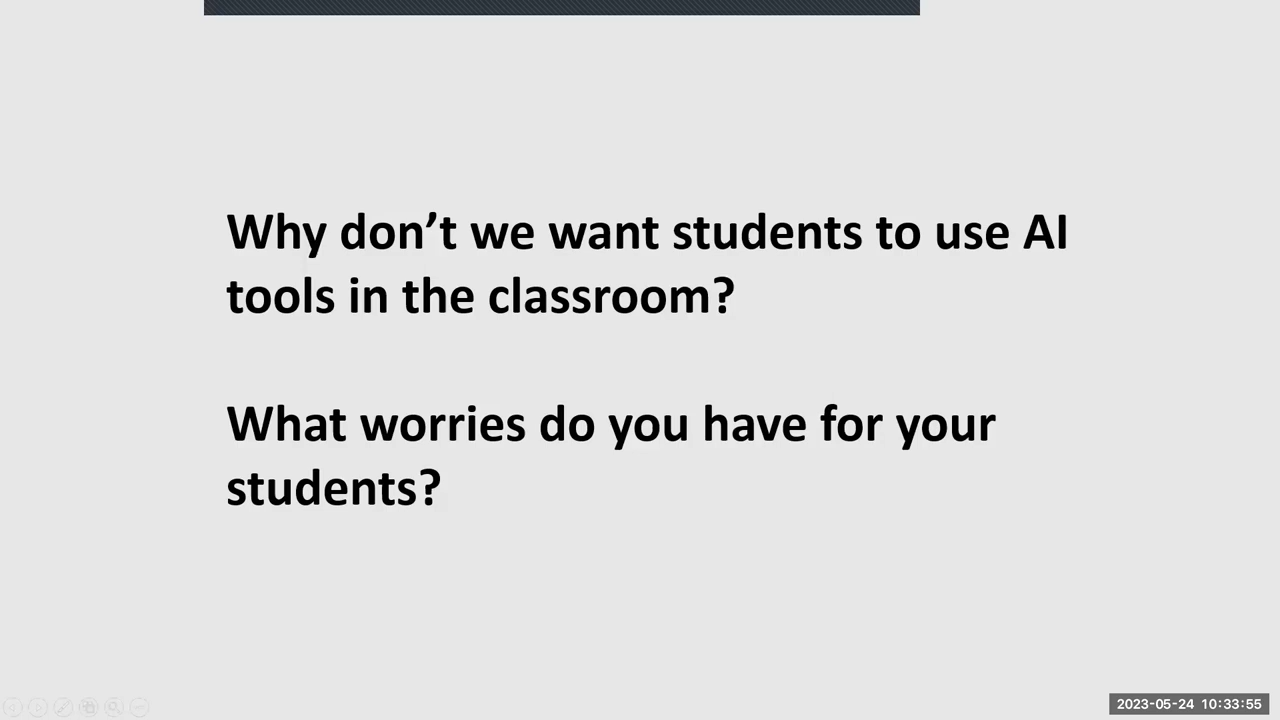 Why don’t we want students to use AI
tools in the classroom?
What worries do you have for your
students?
2023-05-24 10:33:55